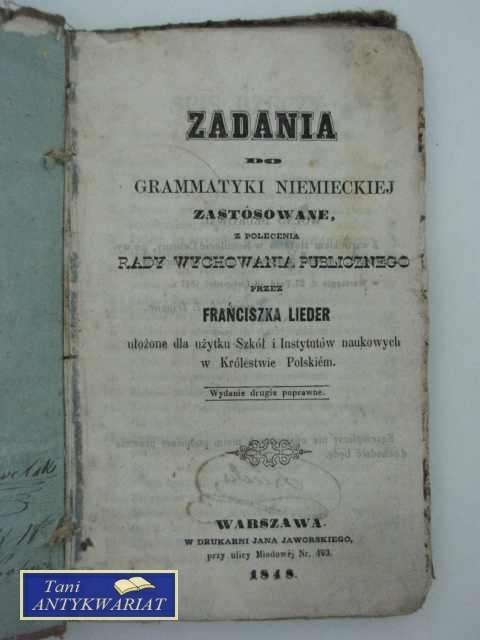 ZADANIA
DO
GRAMMATYKI NIEMIECKIEJ
ZASTÓSOWANE,
Z POLECENIA
RADY WYCHOWANIA PUBLICZNEGO
PRZEZ
FRAŃCISZKA LIEDER
ułożone dla użytku Szkół i Instytutów naukowych
w Królestwie Polskiém.
Wydanie drugie poprawne.
WARSZAWA.
W DRUKARNI JANA JAWORSKIEGO,
przy ulicy Miodowéj Nr. 493.
1848.
Tani
ANTYKWARIAT